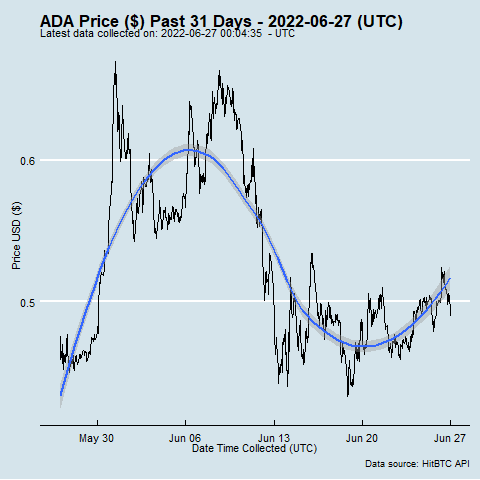 ADA Price ($) Past 31 Days - 2022-06-27 (UTC)
Latest data collected on: 2022-06-27 00:04:35 - UTC
Price USD ($)
0.6
0.5
May 30 Jun 06 Jun 13 Jun 20 Jun 27
Date Time Collected (UTC)
Data source: HitBTC API